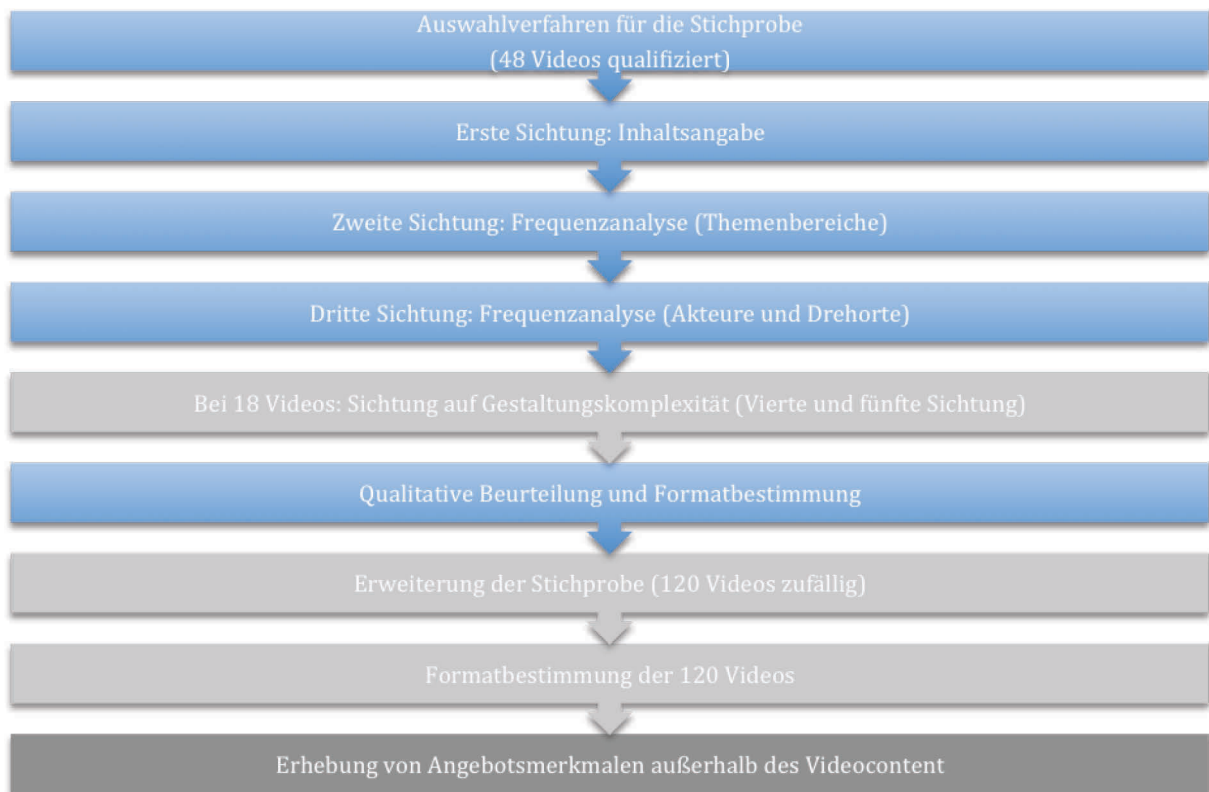 Auswahlverfahren für die Stichprobe
(48 Videos qualifiziert)
Erste Sichtung: Inhaltsangabe
Zweite Sichtung: Frequenzanalyse (Themenbereiche)
Dritte Sichtung: Frequenzanalyse (Akteure und Drehorte)
Bei 18 Videos: Sichtung auf Gestaltungskomplexität (Vierte und fünfte Sichtung)
Qualitative Beurteilung und Formatbestimmung
Erweiterung der Stichprobe (120 Videos zufällig)
Formatbestimmung der 120 Videos
Erhebung von Angebotsmerkmalen außerhalb des Videocontent